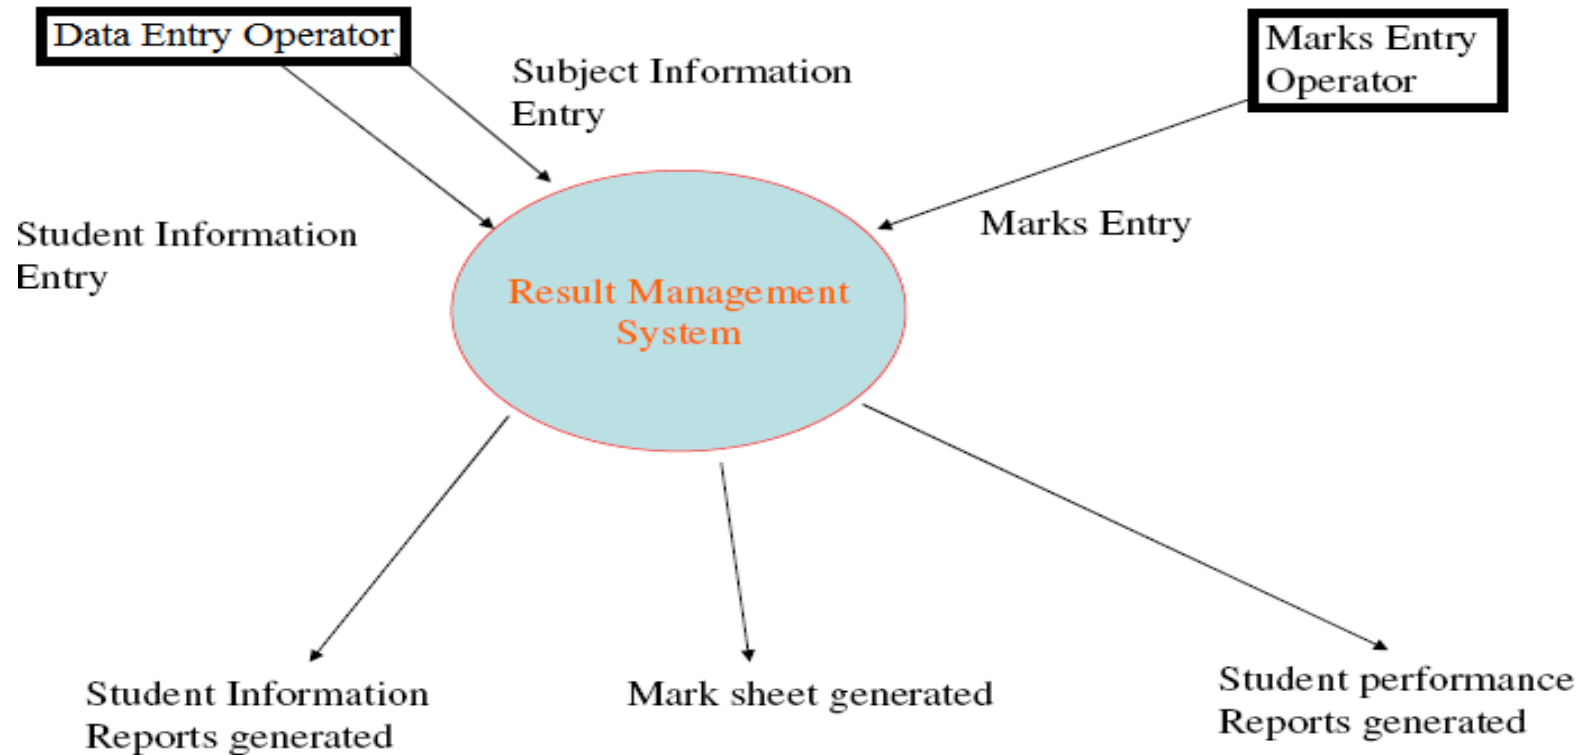 Data Entry Operator
Marks Entry
Operator
Subject Information
Entry
Student Information
Entry
Marks Entry
Result Management
System
Student Information
Reports generated
Mark sheet generated
Student performance
Reports generated